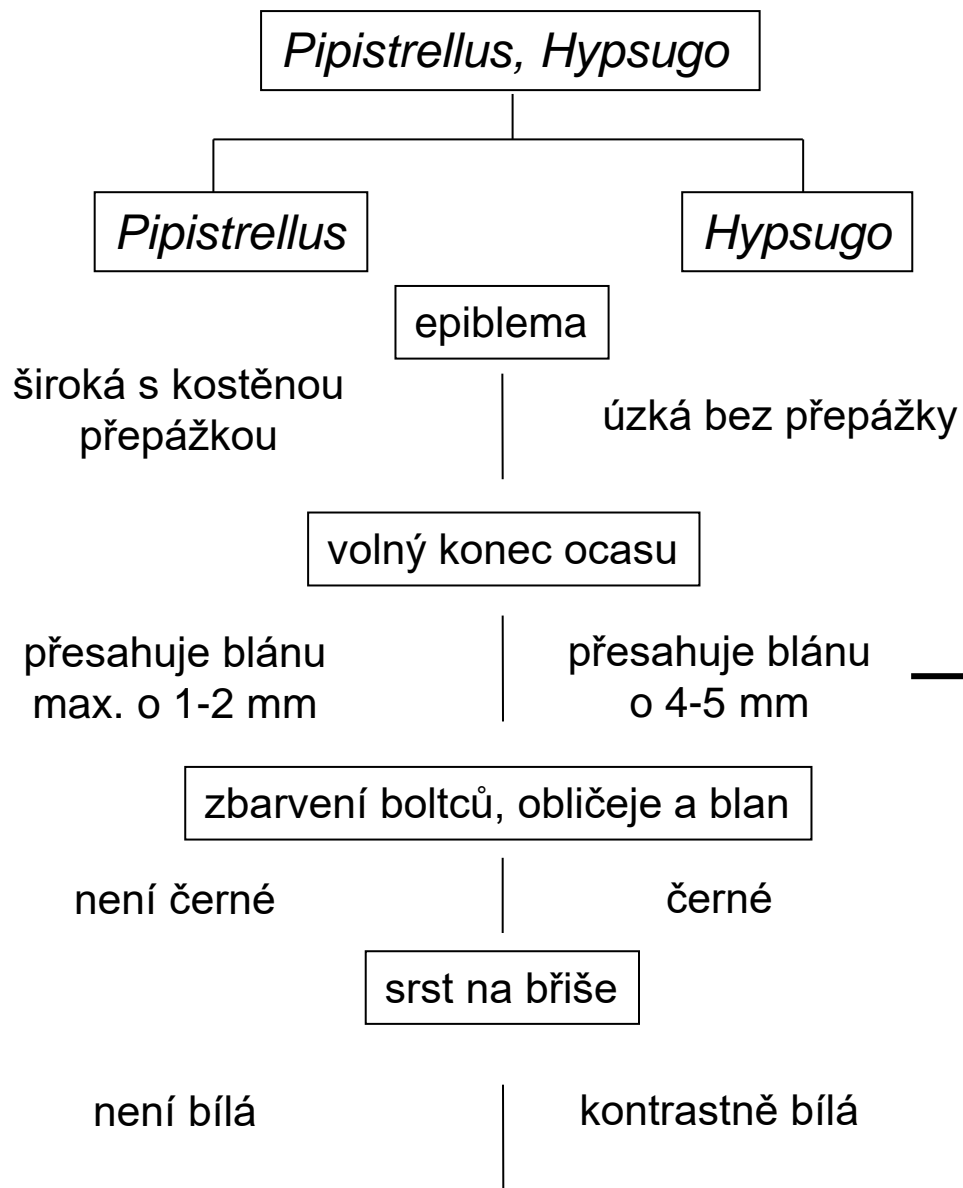 Pipistrellus, Hypsugo
Pipistrellus
Hypsugo
epiblema
široká s kostěnou
přepážkou
úzká bez přepážky
volný konec ocasu
přesahuje blánu
max. o 1-2 mm
přesahuje blánu
o 4-5 mm
zbarvení boltců, obličeje a blan
není černé
černé
srst na břiše
není bílá
kontrastně bílá